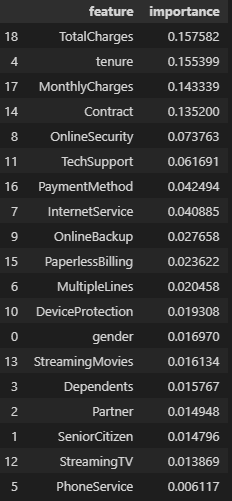 feature importance
18 TotalCharges 0.157582
4 tenure 0.155399
17 MonthlyCharges 0.143339
14 Contract 0.135200
8 OnlineSecurity 0.073763
11 TechSupport 0.061691
16 PaymentMethod 0.042494
7 InternetService 0.040885
9 OnlineBackup 0.027658
15 PaperlessBilling 0.023622
6 MultipleLines 0.020458
10 DeviceProtection 0.019308
0 gender 0.016970
13 StreamingMovies 0.016134
3 Dependents 0.015767
2 Partner 0.014948
1 SeniorCitizen 0.014796
12 StreamingTV 0.013869
5 PhoneService 0.006117